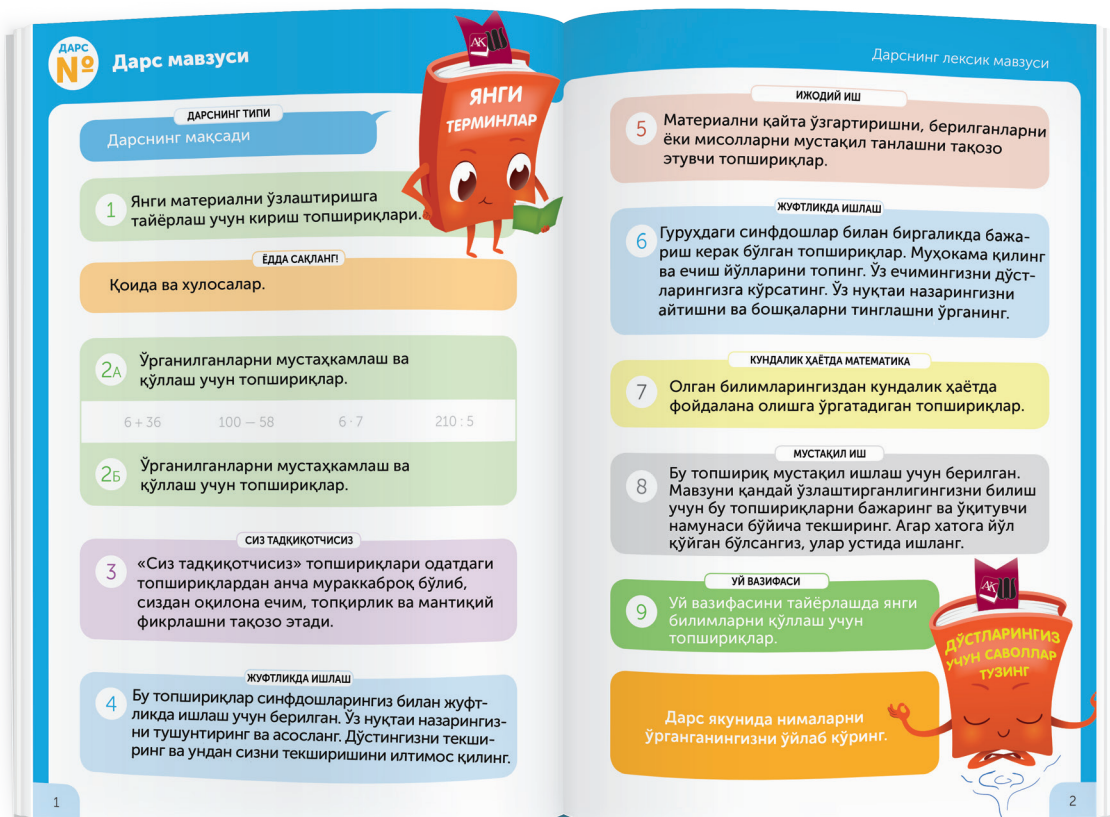 ДАРС
№
Дарс мавзуси
ДАРСНИНГ ТИПИ
Дарснинг мақсади
АК
ЯНГИ
ТЕРМИНЛАР
1
Янги материални ўзлаштиришга
тайёрлаш учун кириш топшириқлари.
ЁДДА САҚЛАНГ!
Қоида ва хулосалар.
2А
Ўрганилганларни мустаҳкамлаш ва
қўллаш учун топшириқлар.
6 + 36 100 — 58 6 · 7 210 : 5
2Б
Ўрганилганларни мустаҳкамлаш ва
қўллаш учун топшириқлар.
СИЗ ТАДҚИҚОТЧИСИЗ
3
«Сиз тадқиқотчисиз» топшириқлари одатдаги
топшириқлардан анча мураккаброқ бўлиб,
сиздан оқилона ечим, топқирлик ва мантиқий
фикрлашни тақозо этади.
ЖУФТЛИКДА ИШЛАШ
4
Бу топшириқлар синфдошларингиз билан жуфт-
ликда ишлаш учун берилган. Ўз нуқтаи назарингиз-
ни тушунтиринг ва асосланг. Дўстингизни текши-
ринг ва ундан сизни текширишини илтимос қилинг.
1
Дарснинг лексик мавзуси
ИЖОДИЙ ИШ
5
Материални қайта ўзгартиришни, берилганларни
ёки мисолларни мустақил танлашни тақозо
этувчи топшириқлар.
ЖУФТЛИКДА ИШЛАШ
6
Гуруҳдаги синфдошлар билан биргаликда бажа-
риш керак бўлган топшириқлар. Муҳокама қилинг
ва ечиш йўлларини топинг. Ўз ечимингизни дўст-
ларингизга кўрсатинг. Ўз нуқтаи назарингизни
айтишни ва бошқаларни тинглашни ўрганинг.
КУНДАЛИК ҲАЁТДА МАТЕМАТИКА
7
Олган билимларингиздан кундалик ҳаётда
фойдалана олишга ўргатадиган топшириқлар.
МУСТАҚИЛ ИШ
8
Бу топшириқ мустақил ишлаш учун берилган.
Мавзуни қандай ўзлаштирганлигингизни билиш
учун бу топшириқларни бажаринг ва ўқитувчи
намунаси бўйича текширинг. Агар хатога йўл
қўйган бўлсангиз, улар устида ишланг.
УЙ ВАЗИФАСИ
9
Уй вазифасини тайёрлашда янги
билимларни қўллаш учун
топшириқлар.
АК
ДЎСТЛАРИНГИЗ
УЧУН САВОЛЛАР
ТУЗИНГ
Дарс якунида нималарни
ўрганганингизни ўйлаб кўринг.
2